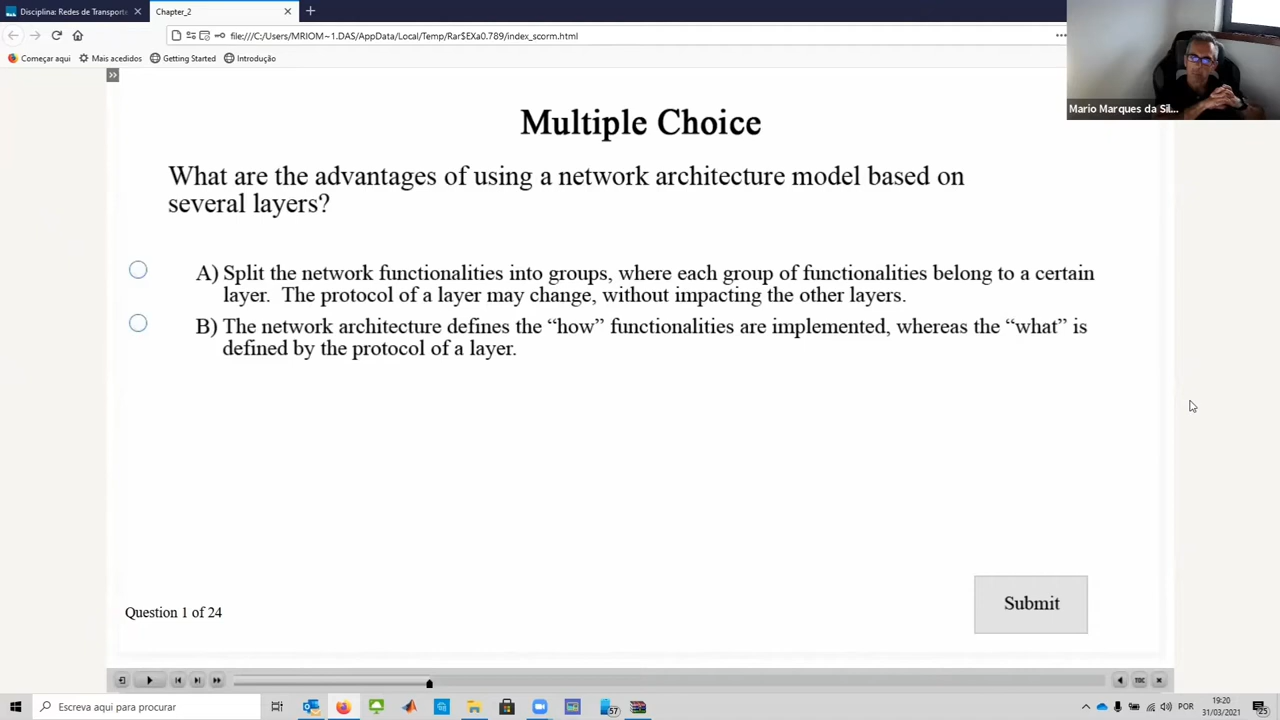 Disciplina: Redes de Transporte
Chapter_2
file:///C:/Users/MRIOM~1.DAS/AppData/Local/Temp/Rar$EXa0.789/index_scorm.html
Começar aqui
Mais acedidos
Getting Started
Introdução
Mario Marques da Sil...
Multiple Choice
What are the advantages of using a network architecture model based on
several layers?
A) Split the network functionalities into groups, where each group of functionalities belong to a certain
layer. The protocol of a layer may change, without impacting the other layers.
B) The network architecture defines the “how” functionalities are implemented, whereas the “what” is
defined by the protocol of a layer.
Question 1 of 24
Submit
TOC
Escreva aqui para procurar
57
POR
19:20
31/03/2021
25